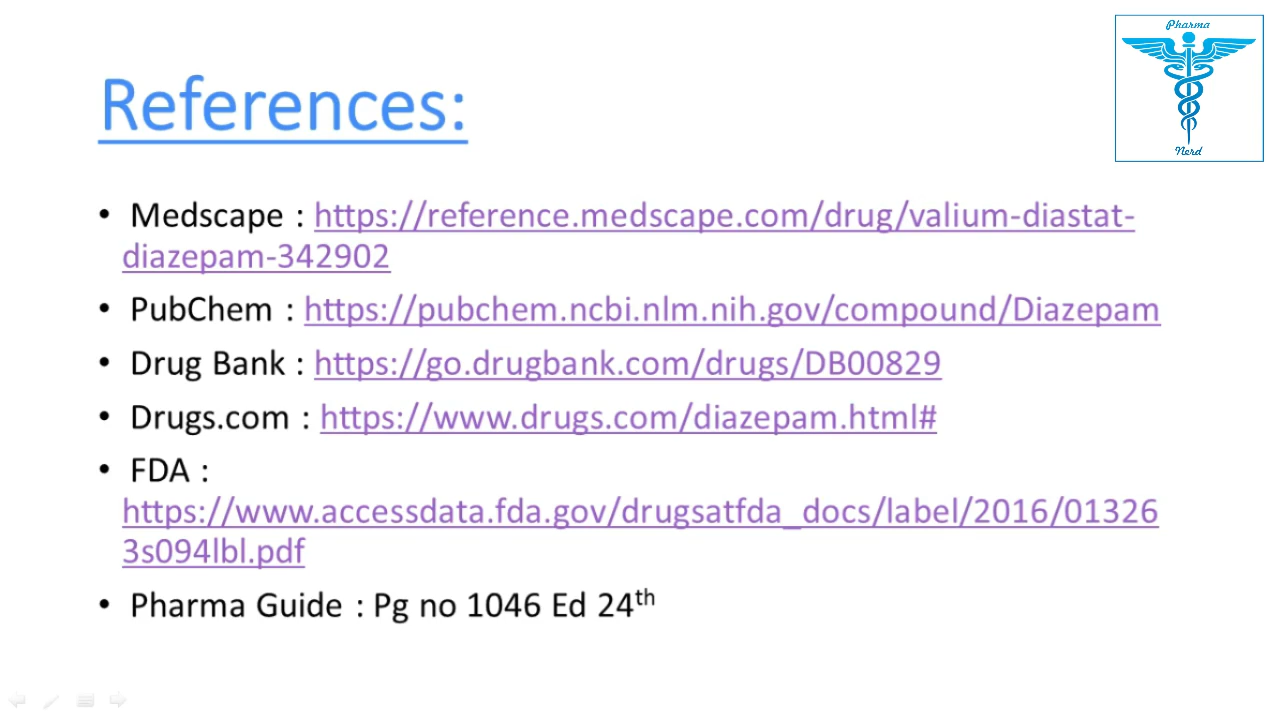 Pharma
Nerd
References:
• Medscape : https://reference.medscape.com/drug/valium-diastat-
diazepam-342902
• PubChem : https://pubchem.ncbi.nlm.nih.gov/compound/Diazepam
• Drug Bank : https://go.drugbank.com/drugs/DB00829
• Drugs.com : https://www.drugs.com/diazepam.html#
• FDA :
https://www.accessdata.fda.gov/drugsatfda_docs/label/2016/01326
3s094lbl.pdf
• Pharma Guide : Pg no 1046 Ed 24th